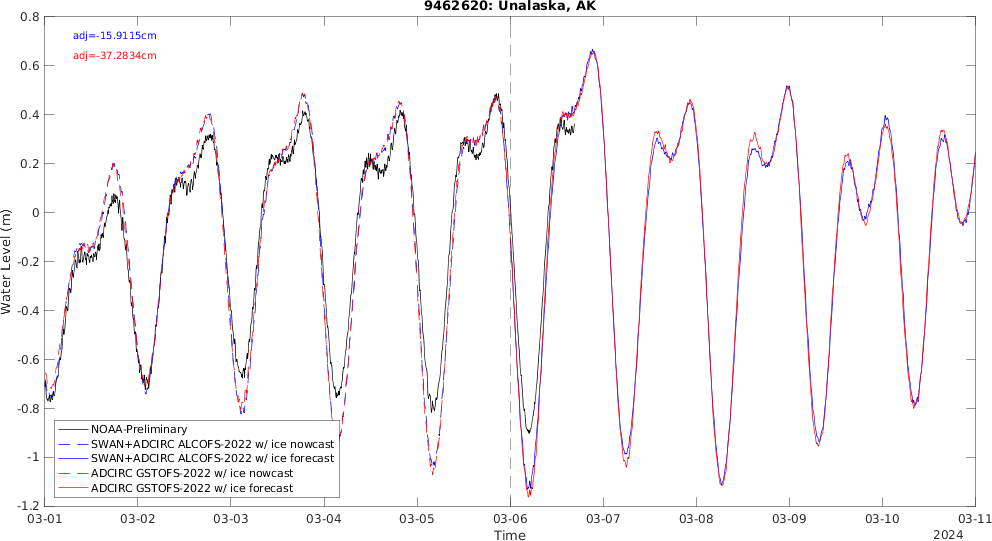 9462620: Unalaska, AK
adj=-15.9115cm
adj=-37.2834cm
Water Level (m)
0.8
0.6
0.4
0.2
0
-0.2
-0.4
-0.6
-0.8
-1
-1.2
NOAA-Preliminary
SWAN+ADCIRC ALCOFS-2022 w/ ice nowcast
SWAN+ADCIRC ALCOFS-2022 w/ ice forecast
ADCIRC GSTOFS-2022 w/ ice nowcast
ADCIRC GSTOFS-2022 w/ ice forecast
03-01 03-02 03-03 03-04 03-05 03-06 03-07 03-08 03-09 03-10 03-11
Time
2024